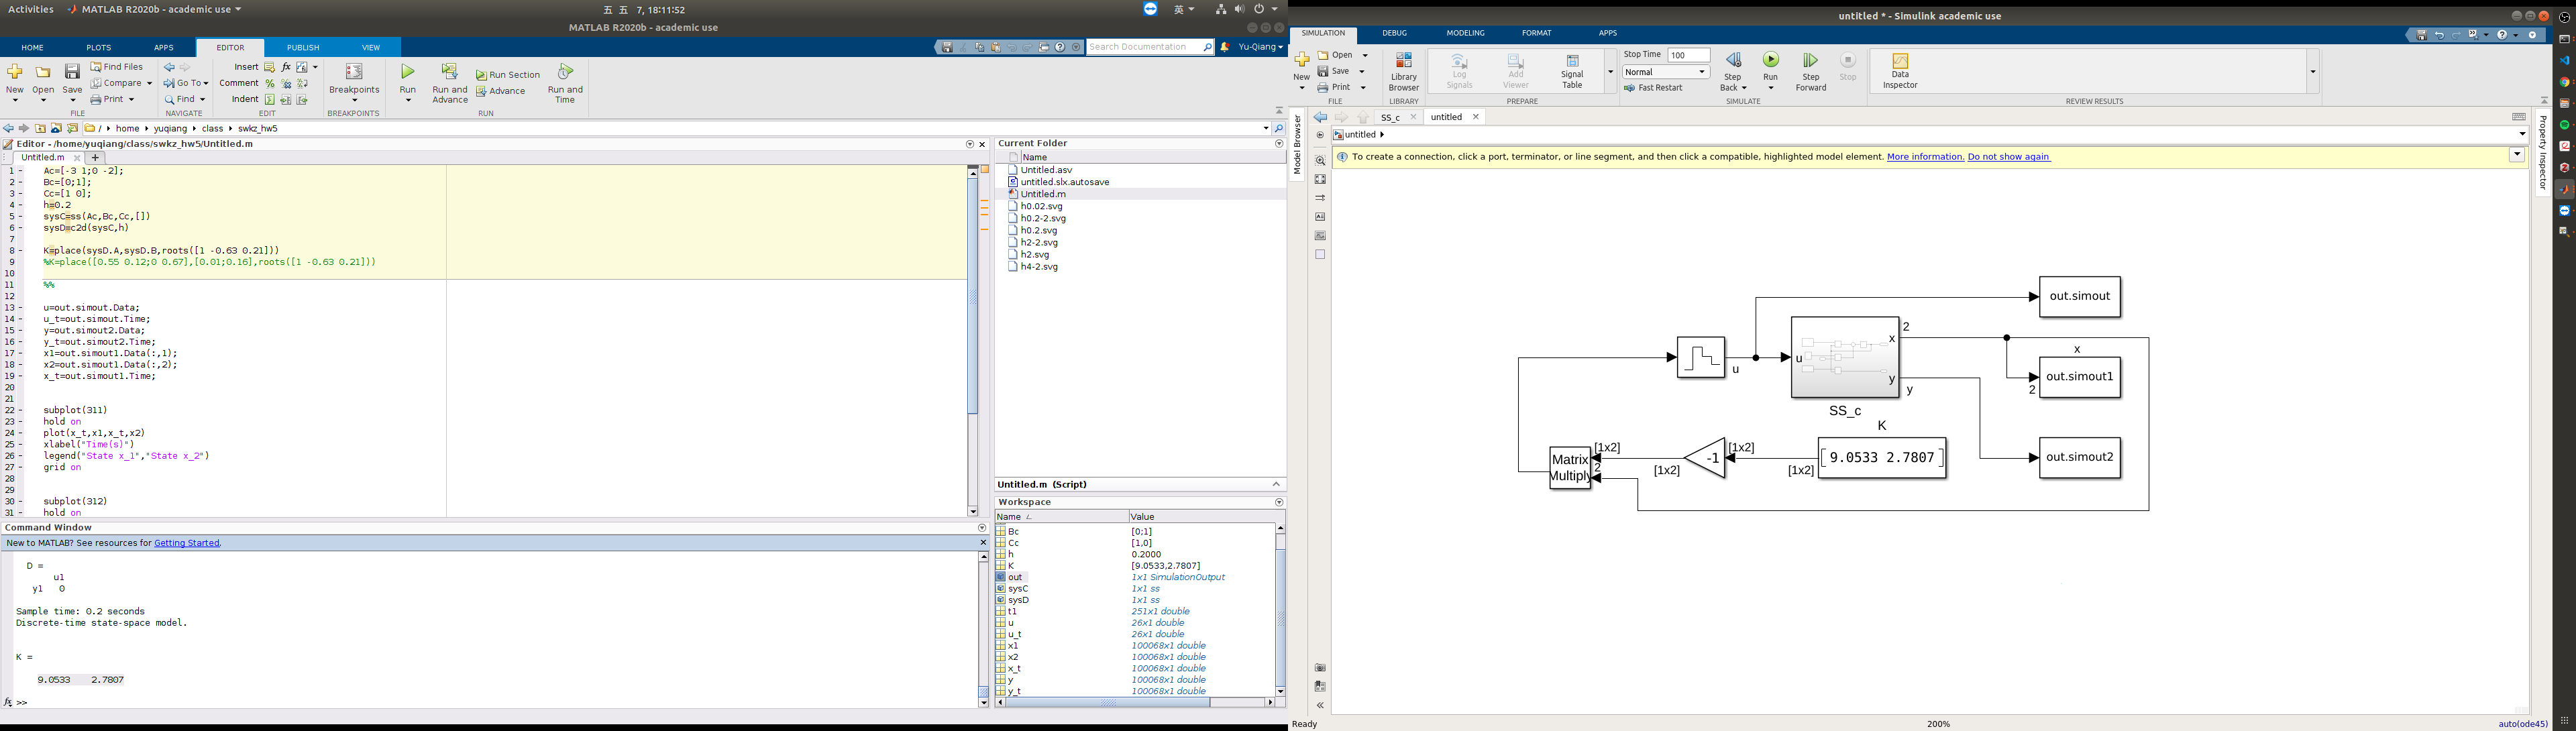 Activities MATLAB R2020b - academic use 五 五 7, 18:11:52 英
MATLAB R2020b - academic use
HOME PLOTS APPS EDITOR PUBLISH VIEW Search Documentation Yu-Qiang
New Open Save Find Files Compare Print Go To Find Insert fx Comment Indent Breakpoints Run Run and Advance Run Section Advance Run and Time
FILE NAVIGATE EDIT BREAKPOINTS RUN
/ home yuqiang class swkz_hw5
Editor - /home/yuqiang/class/swkz_hw5/Untitled.m
Untitled.m +
1 - Ac=[-3 1;0 -2];
2 - Bc=[0;1];
3 - Cc=[1 0];
4 - h=0.2
5 - sysC=ss(Ac,Bc,Cc,[])
6 - sysD=c2d(sysC,h)
7
8 - K=place(sysD.A,sysD.B,roots([1 -0.63 0.21]))
9 %K=place([0.55 0.12;0 0.67],[0.01;0.16],roots([1 -0.63 0.21]))
10
11 %%
12
13 - u=out.simout.Data;
14 - u_t=out.simout.Time;
15 - y=out.simout2.Data;
16 - y_t=out.simout2.Time;
17 - x1=out.simout1.Data(:,1);
18 - x2=out.simout1.Data(:,2);
19 - x_t=out.simout1.Time;
20
21
22 - subplot(311)
23 - hold on
24 - plot(x_t,x1,x_t,x2)
25 - xlabel("Time(s)")
26 - legend("State x_1","State x_2")
27 - grid on
28
29
30 - subplot(312)
31 - hold on
Command Window
New to MATLAB? See resources for Getting Started.
D =
u1
y1 0
Sample time: 0.2 seconds
Discrete-time state-space model.
K =
9.0533 2.7807
fx >>
Current Folder
Name
Untitled.asv
untitled.slx.autosave
Untitled.m
h0.02.svg
h0.2-2.svg
h0.2.svg
h2-2.svg
h2.svg
h4-2.svg
Untitled.m (Script)
Workspace
Name Value
Bc [0;1]
Cc [1,0]
h 0.2000
K [9.0533,2.7807]
out 1x1 SimulationOutput
sysC 1x1 ss
sysD 1x1 ss
t1 251x1 double
u 26x1 double
u_t 26x1 double
x1 100068x1 double
x2 100068x1 double
x_t 100068x1 double
y 100068x1 double
y_t 100068x1 double
untitled * - Simulink academic use
SIMULATION DEBUG MODELING FORMAT APPS
New Open Save Print Library Browser Log Signals Add Viewer Signal Table Stop Time 100 Normal Fast Restart Step Back Run Step Forward Stop Data Inspector
FILE LIBRARY PREPARE SIMULATE REVIEW RESULTS
SS_c untitled
untitled
Model Browser
Property Inspector
To create a connection, click a port, terminator, or line segment, and then click a compatible, highlighted model element. More information. Do not show again
out.simout
u
u
x
y
2
y
SS_c
x
2
out.simout1
K
Matrix
Multiply
[1x2]
2
[1x2]
-1
[1x2]
[1x2]
9.0533 2.7807
out.simout2
Ready 200% auto(ode45)